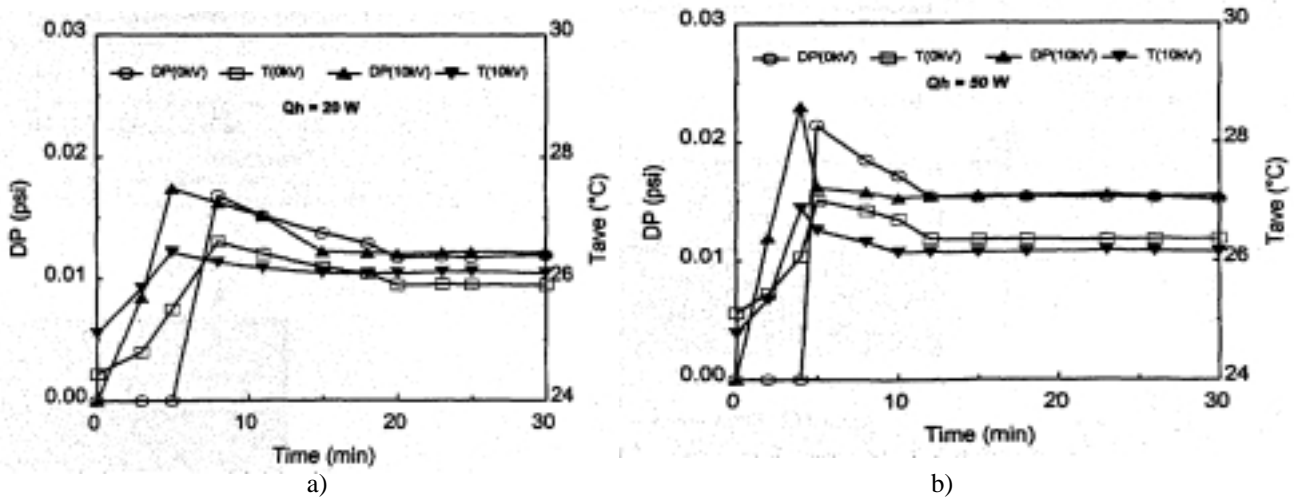 0.03
30
DP(0kV) T(0kV) DP(10kV) T(10kV)
Qh = 20 W
0.02
28
DP (psi)
Tave (°C)
0.01
26
0.00
24
0 10 20 30
Time (min)
a)
0.03
30
DP(0kV) T(0kV) DP(10kV) T(10kV)
Qh = 50 W
0.02
28
DP (psi)
Tave (°C)
0.01
26
0.00
24
0 10 20 30
Time (min)
b)